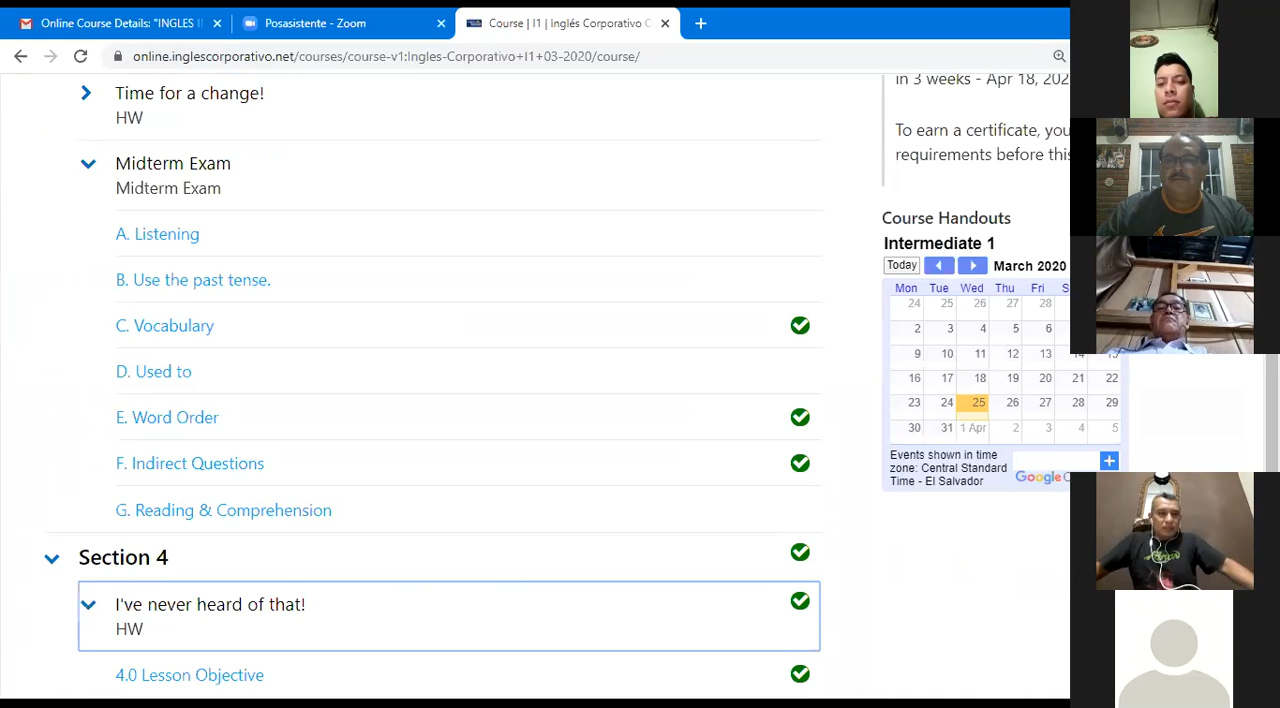 Online Course Details: "INGLES I
Posasistente - Zoom
Course | I1 | Inglés Corporativo C
online.inglescorporativo.net/courses/course-v1:Ingles-Corporativo+I1+03-2020/course/
Time for a change!
HW
Midterm Exam
Midterm Exam
A. Listening
B. Use the past tense.
C. Vocabulary
D. Used to
E. Word Order
F. Indirect Questions
G. Reading & Comprehension
Section 4
I've never heard of that!
HW
4.0 Lesson Objective
in 3 weeks - Apr 18, 202
To earn a certificate, you
requirements before this
Course Handouts
Intermediate 1
Today March 2020
Mon Tue Wed Thu Fri S
24 25 26 27 28
2 3 4 5 6
9 10 11 12 13 14 15
16 17 18 19 20 21 22
23 24 25 26 27 28 29
30 31 1 Apr 2 3 4 5
Events shown in time
zone: Central Standard
Time - El Salvador
Google C